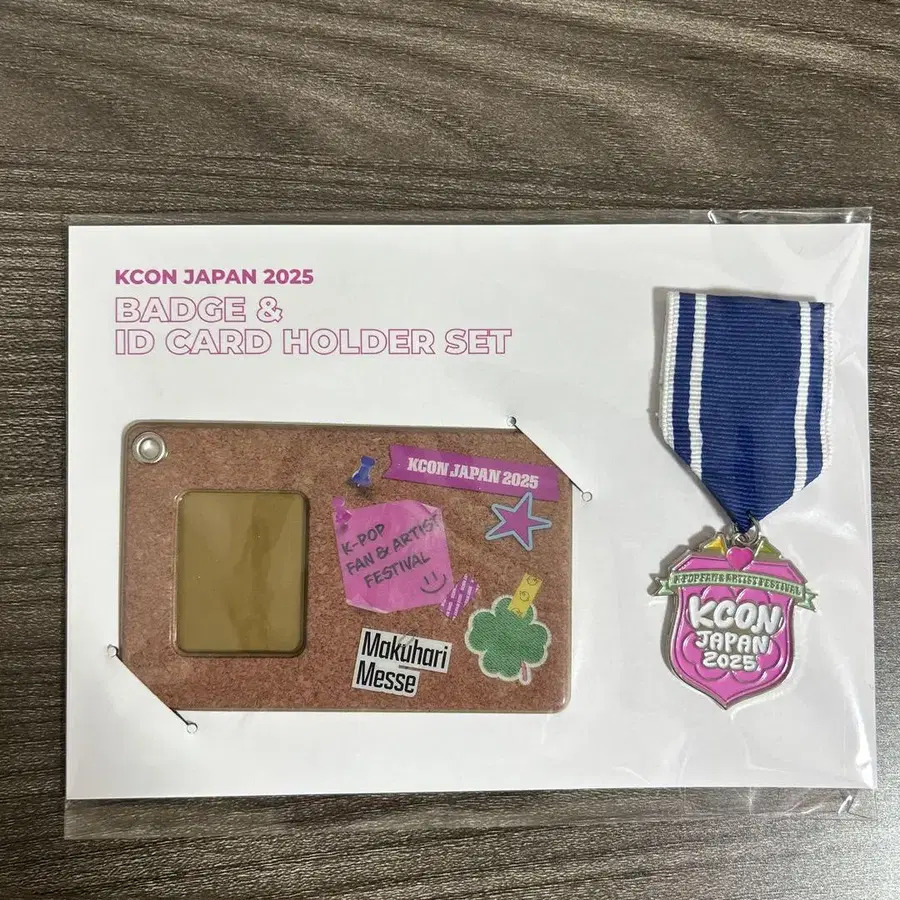 KCON JAPAN 2025
BADGE &
ID CARD HOLDER SET
KCON JAPAN 2025
K-POP
FAN & ARTIST
FESTIVAL
Makuhari
Messe
K-POP FAN & ARTIST FESTIVAL
KCON
JAPAN
2025